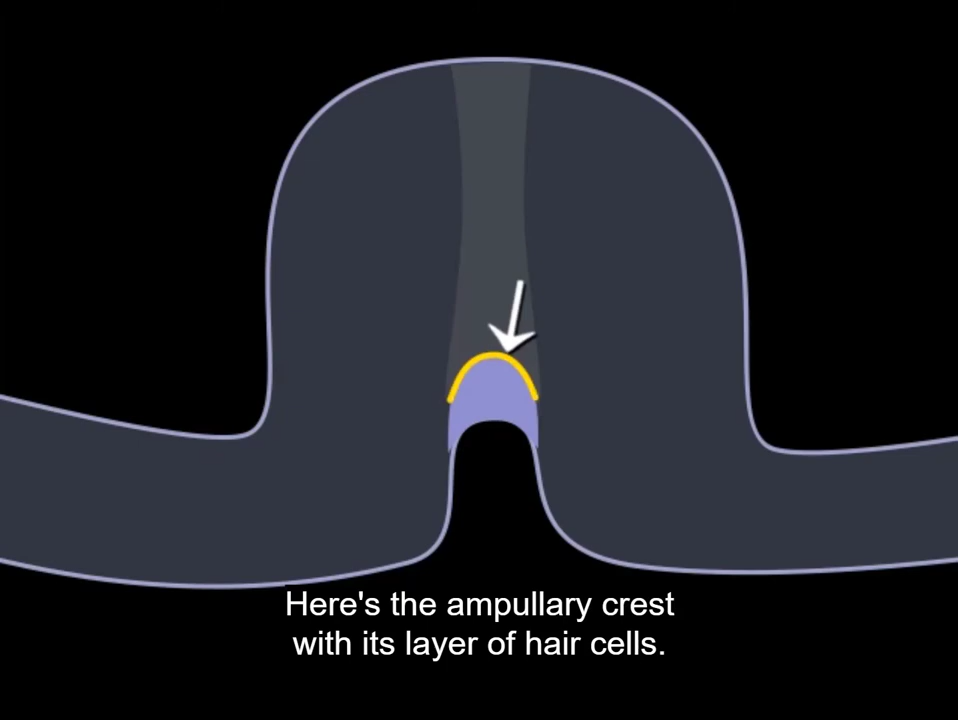 Here's the ampullary crest
with its layer of hair cells.